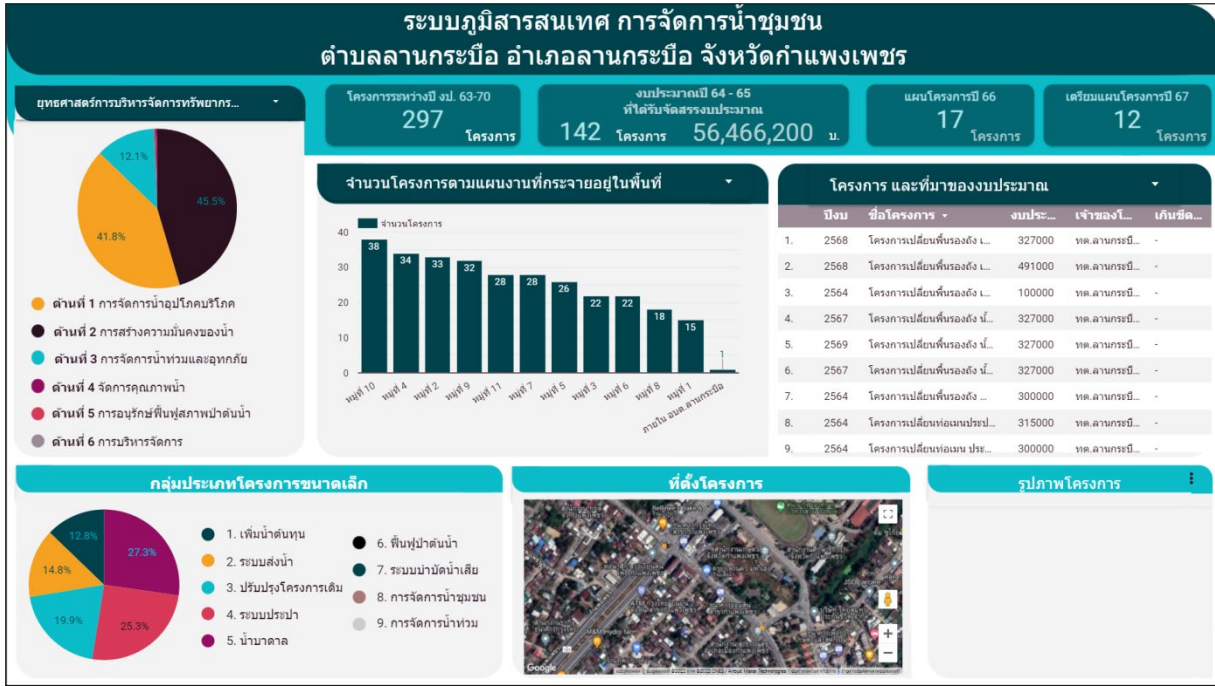 ระบบภูมิสารสนเทศ การจัดการน้ำชุมชน
ตำบลลานกระบือ อำเภอลานกระบือ จังหวัดกำแพงเพชร
ยุทธศาสตร์การบริหารจัดการทรัพยากร...
โครงการระหว่างปี งป. 63-70
297 โครงการ
งบประมาณปี 64 - 65
ที่ได้รับจัดสรรงบประมาณ
142 โครงการ 56,466,200 บ.
แผนโครงการปี 66
17 โครงการ
เตรียมแผนโครงการปี 67
12 โครงการ
12.1%
45.5%
41.8%
ด้านที่ 1 การจัดการน้ำอุปโภคบริโภค
ด้านที่ 2 การสร้างความมั่นคงของน้ำ
ด้านที่ 3 การจัดการน้ำท่วมและอุทกภัย
ด้านที่ 4 จัดการคุณภาพน้ำ
ด้านที่ 5 การอนุรักษ์ฟื้นฟูสภาพป่าต้นน้ำ
ด้านที่ 6 การบริหารจัดการ
จำนวนโครงการตามแผนงานที่กระจายอยู่ในพื้นที่
จำนวนโครงการ
40
30
20
10
0
38 34 33 32 28 28 26 22 22 18 15 1
หมู่ที่ 10 หมู่ที่ 4 หมู่ที่ 2 หมู่ที่ 9 หมู่ที่ 11 หมู่ที่ 7 หมู่ที่ 5 หมู่ที่ 3 หมู่ที่ 6 หมู่ที่ 8 หมู่ที่ 1 ภายใน อบต.ลานกระบือ
โครงการ และที่มาของงบประมาณ
ปีงบ ชื่อโครงการ งบประ... เจ้าของโ... เกินขีด...
1. 2568 โครงการเปลี่ยนพื้นรองถัง เ... 327000 ทต.ลานกระบื... -
2. 2568 โครงการเปลี่ยนพื้นรองถัง เ... 491000 ทต.ลานกระบื... -
3. 2564 โครงการเปลี่ยนพื้นรองถัง เ... 100000 ทต.ลานกระบื... -
4. 2567 โครงการเปลี่ยนพื้นรองถัง นั้... 327000 ทต.ลานกระบื... -
5. 2569 โครงการเปลี่ยนพื้นรองถัง นั้... 327000 ทต.ลานกระบื... -
6. 2567 โครงการเปลี่ยนพื้นรองถัง นั้... 327000 ทต.ลานกระบื... -
7. 2564 โครงการเปลี่ยนพื้นรองถัง ... 300000 ทต.ลานกระบื... -
8. 2564 โครงการเปลี่ยนท่อเมนประป... 315000 ทต.ลานกระบื... -
9. 2564 โครงการเปลี่ยนท่อเมน ประ... 300000 ทต.ลานกระบื... -
กลุ่มประเภทโครงการขนาดเล็ก
12.8%
27.3%
14.8%
19.9%
25.3%
1. เพิ่มน้ำต้นทุน
2. ระบบส่งน้ำ
3. ปรับปรุงโครงการเดิม
4. ระบบประปา
5. น้ำบาดาล
6. ฟื้นฟูป่าต้นน้ำ
7. ระบบบำบัดน้ำเสีย
8. การจัดการน้ำชุมชน
9. การจัดการน้ำท่วม
ที่ตั้งโครงการ
Google
รูปภาพโครงการ